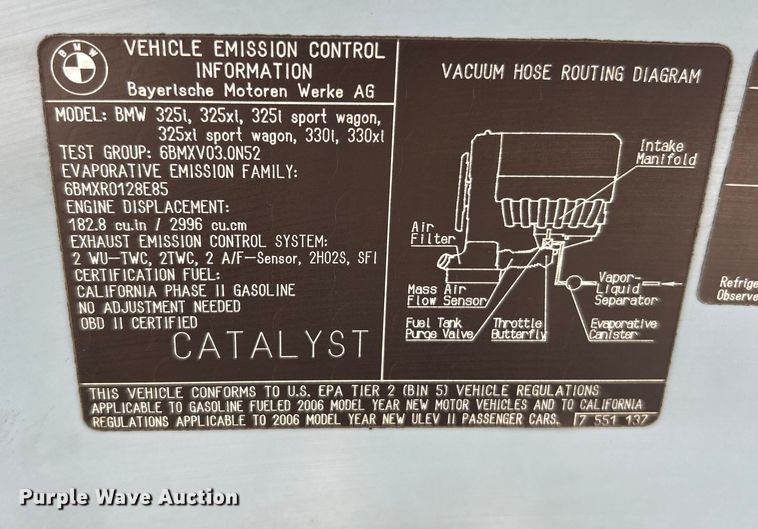 BMW
VEHICLE EMISSION CONTROL
INFORMATION
Bayerische Motoren Werke AG
MODEL: BMW 325i, 325xi, 325i sport wagon,
325xi sport wagon, 330i, 330xi
TEST GROUP: 6BMXV03.0N52
EVAPORATIVE EMISSION FAMILY:
6BMXR0128E85
ENGINE DISPLACEMENT:
182.8 cu.in / 2996 cu.cm
EXHAUST EMISSION CONTROL SYSTEM:
2 WU-TWC, 2TWC, 2 A/F-Sensor, 2HO2S, SFI
CERTIFICATION FUEL:
CALIFORNIA PHASE II GASOLINE
NO ADJUSTMENT NEEDED
OBD II CERTIFIED
CATALYST
VACUUM HOSE ROUTING DIAGRAM
Intake
Manifold
Air
Filter
Mass Air
Flow Sensor
Vapor-
Liquid
Separator
Fuel Tank
Purge Valve
Throttle
Butterfly
Evaporative
Canister
THIS VEHICLE CONFORMS TO U.S. EPA TIER 2 (BIN 5) VEHICLE REGULATIONS
APPLICABLE TO GASOLINE FUELED 2006 MODEL YEAR NEW MOTOR VEHICLES AND TO CALIFORNIA
REGULATIONS APPLICABLE TO 2006 MODEL YEAR NEW ULEV II PASSENGER CARS. 7 551 137
Refrige
Observe
Purple Wave Auction